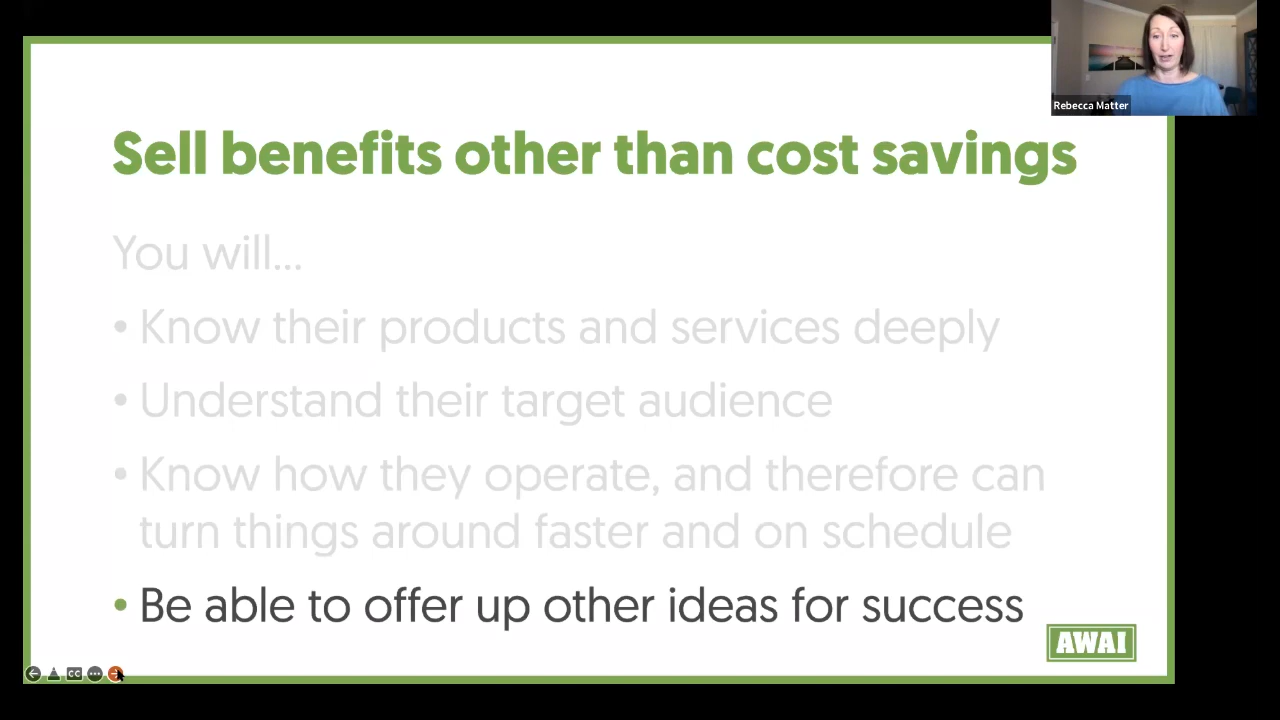 Rebecca Matter
Sell benefits other than cost savings
You will...
• Know their products and services deeply
• Understand their target audience
• Know how they operate, and therefore can
turn things around faster and on schedule
• Be able to offer up other ideas for success
AWAI
CC